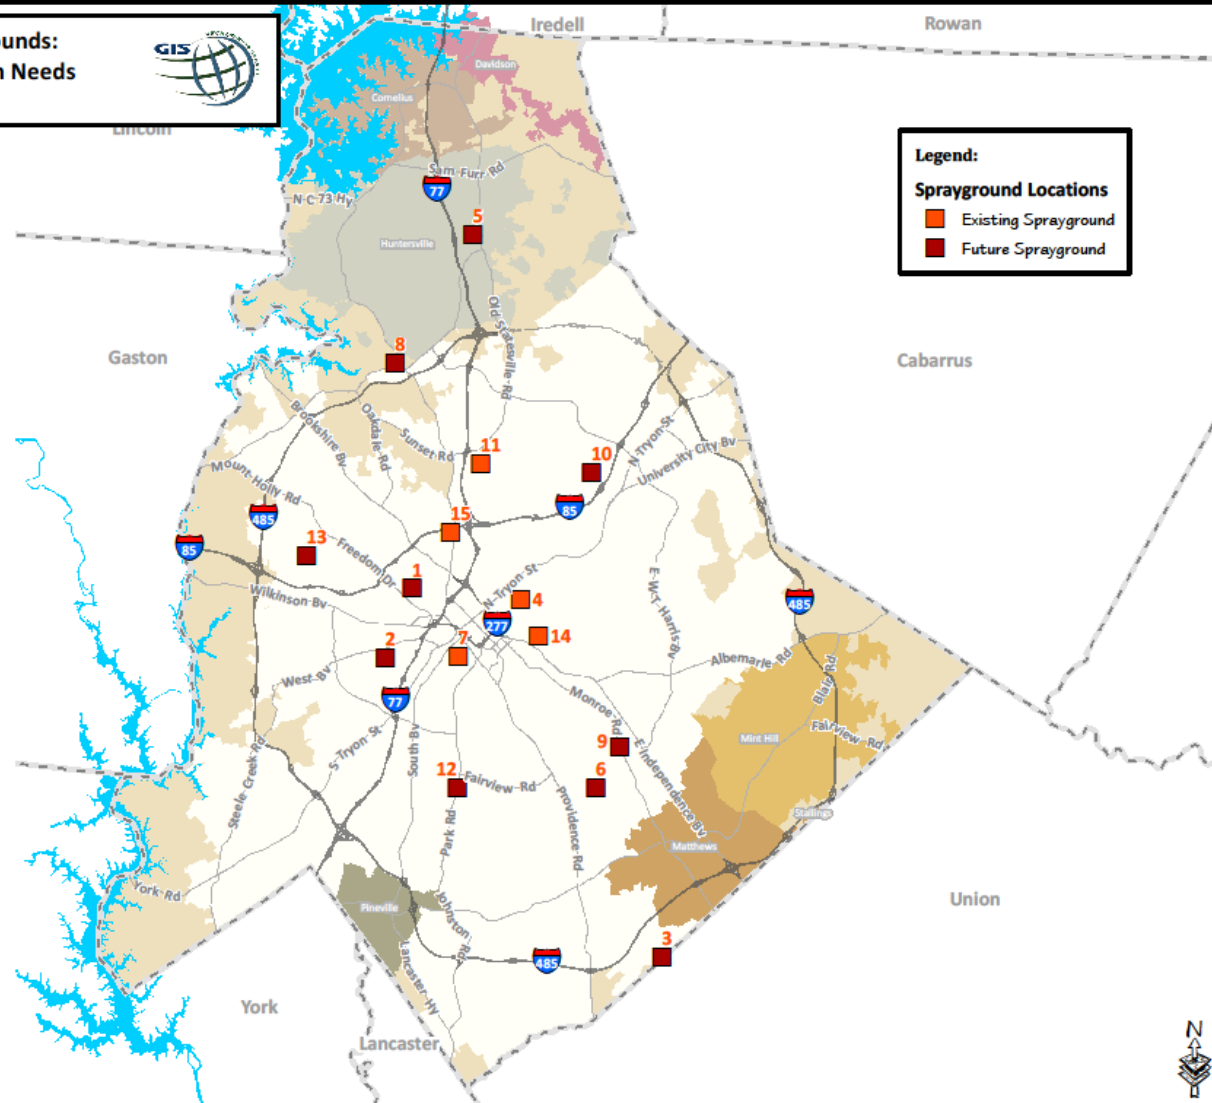 ounds:
n Needs
GIS
Iredell
Rowan
Lincoln
Davidson
Cornelius
Legend:
Sprayground Locations
Existing Sprayground
Future Sprayground
Sam Furr Rd
77
N C 73 Hy
5
Huntersville
Old Statesville Rd
Gaston
8
Cabarrus
Brookshire Bv
Oakdale Rd
Sunset Rd
11
10
N Tryon St
University City Bv
Mount Holly Rd
485
85
15
85
13
Freedom Dr
1
Wilkinson Bv
N Tryon St
4
E W T Harris Bv
485
277
14
2
7
West Bv
Albemarle Rd
Blair Rd
77
Monroe Rd
Fairview Rd
S Tryon St
South Bv
9
Mint Hill
Steele Creek Rd
12
Fairview Rd
6
E Independence Bv
Providence Rd
Park Rd
Stallings
Matthews
York Rd
Pineville
Johnston Rd
Union
3
485
Lancaster Hy
York
Lancaster
N